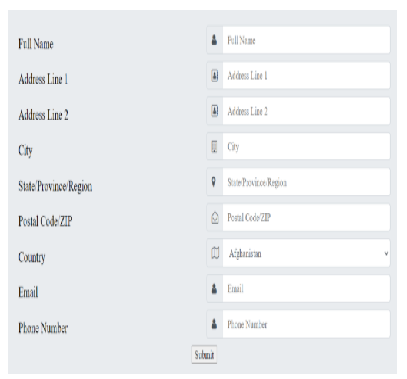 Full Name Full Name
Address Line 1 Address Line 1
Address Line 2 Address Line 2
City City
State/Province/Region State/Province/Region
Postal Code/ZIP Postal Code/ZIP
Country Afghanistan
Email Email
Phone Number Phone Number
Submit